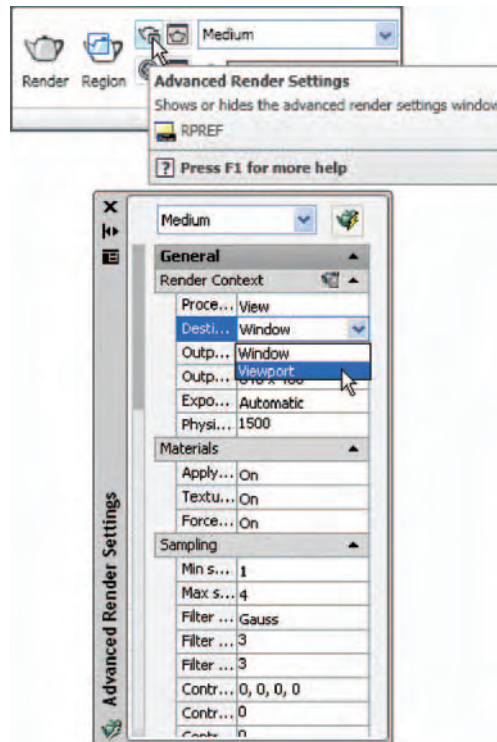 Medium
Render Region
Advanced Render Settings
Shows or hides the advanced render settings window
RPREF
? Press F1 for more help
Medium
General
Render Context
Proce... View
Desti... Window
Window
Viewport
Outp...
Outp...
Expo... Automatic
Physi... 1500
Materials
Apply... On
Textu... On
Force... On
Sampling
Min s... 1
Max s... 4
Filter ... Gauss
Filter ... 3
Filter ... 3
Contr... 0, 0, 0, 0
Contr... 0
Advanced Render Settings